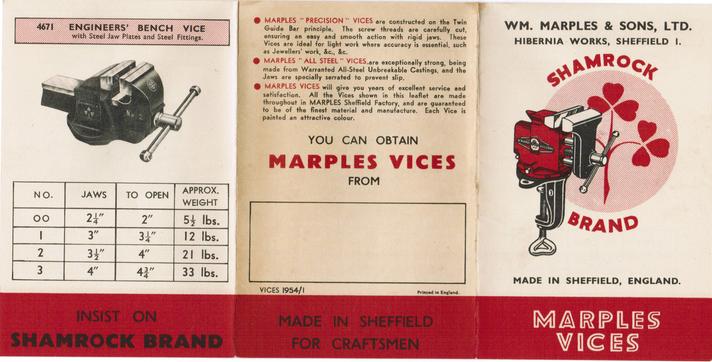 4671 ENGINEERS' BENCH VICE
with Steel Jaw Plates and Steel Fittings.
NO. JAWS TO OPEN APPROX. WEIGHT
00 2¼" 2" 5½ lbs.
1 3" 3¼" 12 lbs.
2 3½" 4" 21 lbs.
3 4" 4¾" 33 lbs.
INSIST ON
SHAMROCK BRAND
● MARPLES "PRECISION" VICES are constructed on the Twin
Guide Bar principle. The screw threads are carefully cut,
ensuring an easy and smooth action with rigid jaws. These
Vices are ideal for light work where accuracy is essential, such
as Jewellers' work, &c., &c.
● MARPLES "ALL STEEL" VICES.are exceptionally strong, being
made from Warranted All-Steel Unbreakable Castings, and the
Jaws are specially serrated to prevent slip.
● MARPLES VICES will give you years of excellent service and
satisfaction. All the Vices shown in this leaflet are made
throughout in MARPLES Sheffield Factory, and are guaranteed
to be of the finest material and manufacture. Each Vice is
painted an attractive colour.
YOU CAN OBTAIN
MARPLES VICES
FROM
VICES 1954/1 Printed in England.
MADE IN SHEFFIELD
FOR CRAFTSMEN
WM. MARPLES & SONS, LTD.
HIBERNIA WORKS, SHEFFIELD 1.
SHAMROCK
BRAND
MADE IN SHEFFIELD, ENGLAND.
MARPLES
VICES